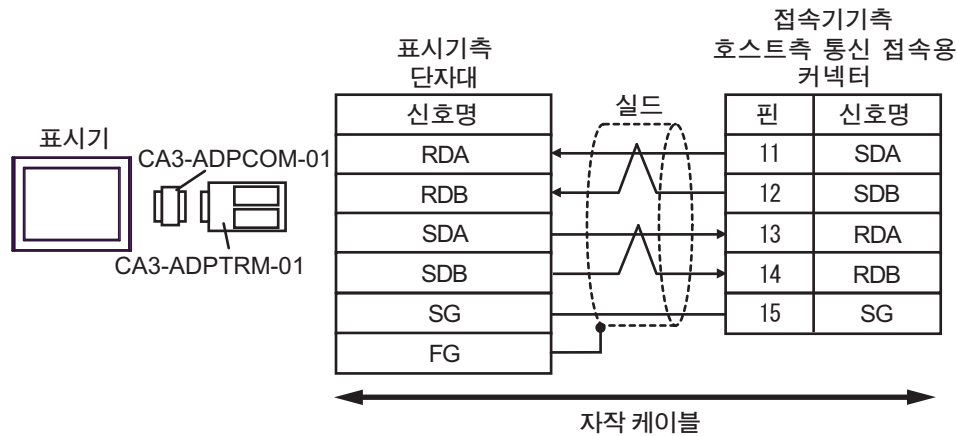 표시기
CA3-ADPCOM-01
CA3-ADPTRM-01
표시기측
단자대
신호명
RDA
RDB
SDA
SDB
SG
FG
실드
접속기기측
호스트측 통신 접속용
커넥터
핀 신호명
11 SDA
12 SDB
13 RDA
14 RDB
15 SG
자작 케이블